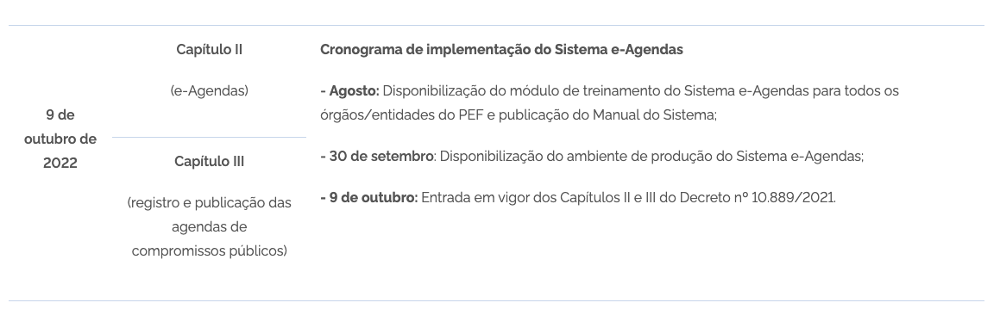 9 de
outubro de
2022
Capítulo II
(e-Agendas)
Capítulo III
(registro e publicação das
agendas de
compromissos públicos)
Cronograma de implementação do Sistema e-Agendas
- Agosto: Disponibilização do módulo de treinamento do Sistema e-Agendas para todos os
órgãos/entidades do PEF e publicação do Manual do Sistema;
- 30 de setembro: Disponibilização do ambiente de produção do Sistema e-Agendas;
- 9 de outubro: Entrada em vigor dos Capítulos II e III do Decreto nº 10.889/2021.